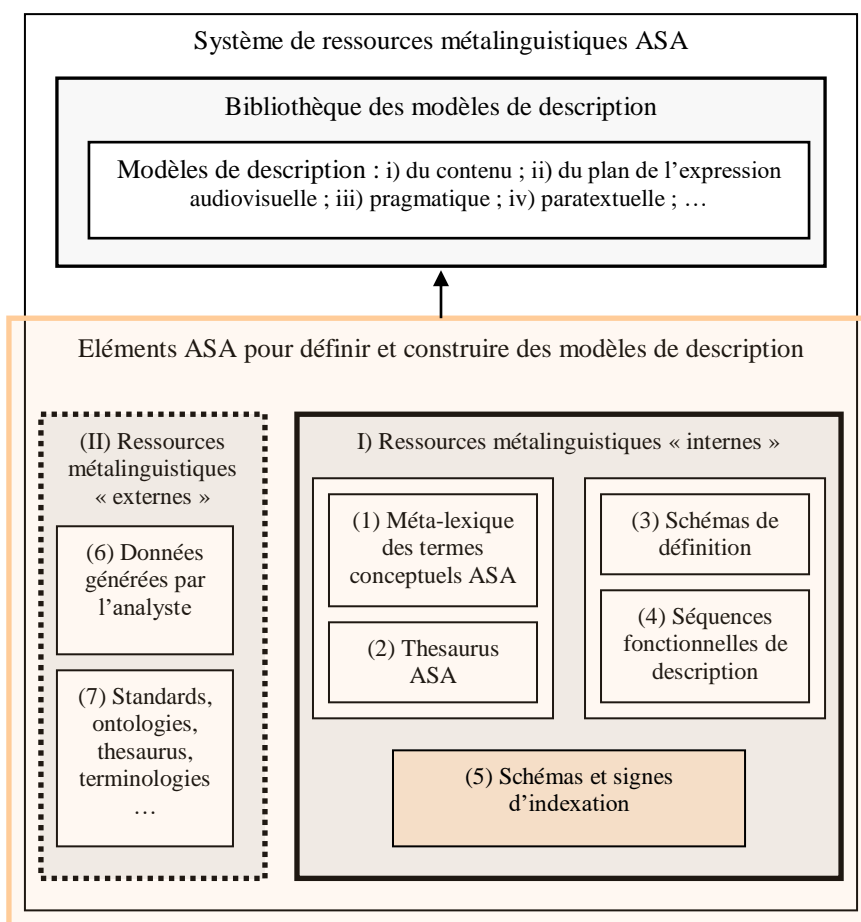 Système de ressources métalinguistiques ASA
Bibliothèque des modèles de description
Modèles de description : i) du contenu ; ii) du plan de l’expression
audiovisuelle ; iii) pragmatique ; iv) paratextuelle ; …
Eléments ASA pour définir et construire des modèles de description
(II) Ressources
métalinguistiques
« externes »
(6) Données
générées par
l’analyste
(7) Standards,
ontologies,
thesaurus,
terminologies
…
I) Ressources métalinguistiques « internes »
(1) Méta-lexique
des termes
conceptuels ASA
(2) Thesaurus
ASA
(3) Schémas de
définition
(4) Séquences
fonctionnelles de
description
(5) Schémas et signes
d’indexation